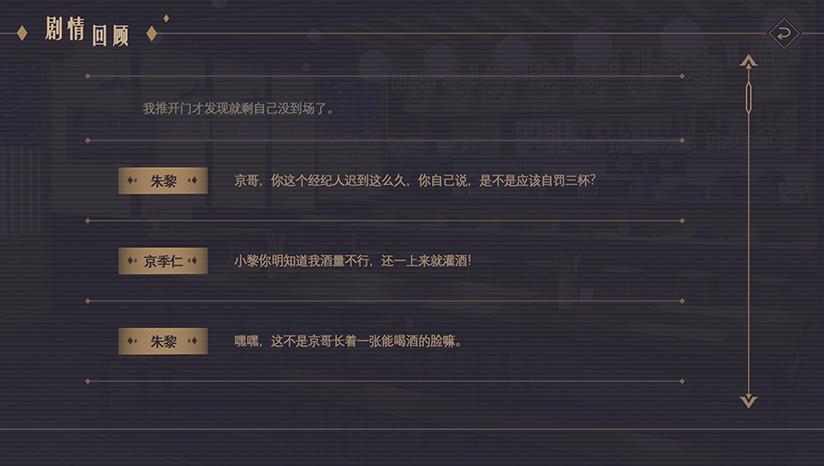 剧情回顾
我推开门才发现就剩自己没到场了。
朱黎
京哥，你这个经纪人迟到这么久，你自己说，是不是应该自罚三杯？
京季仁
小黎你明知道我酒量不行，还一上来就灌酒！
朱黎
嘿嘿，这不是京哥长着一张能喝酒的脸嘛。